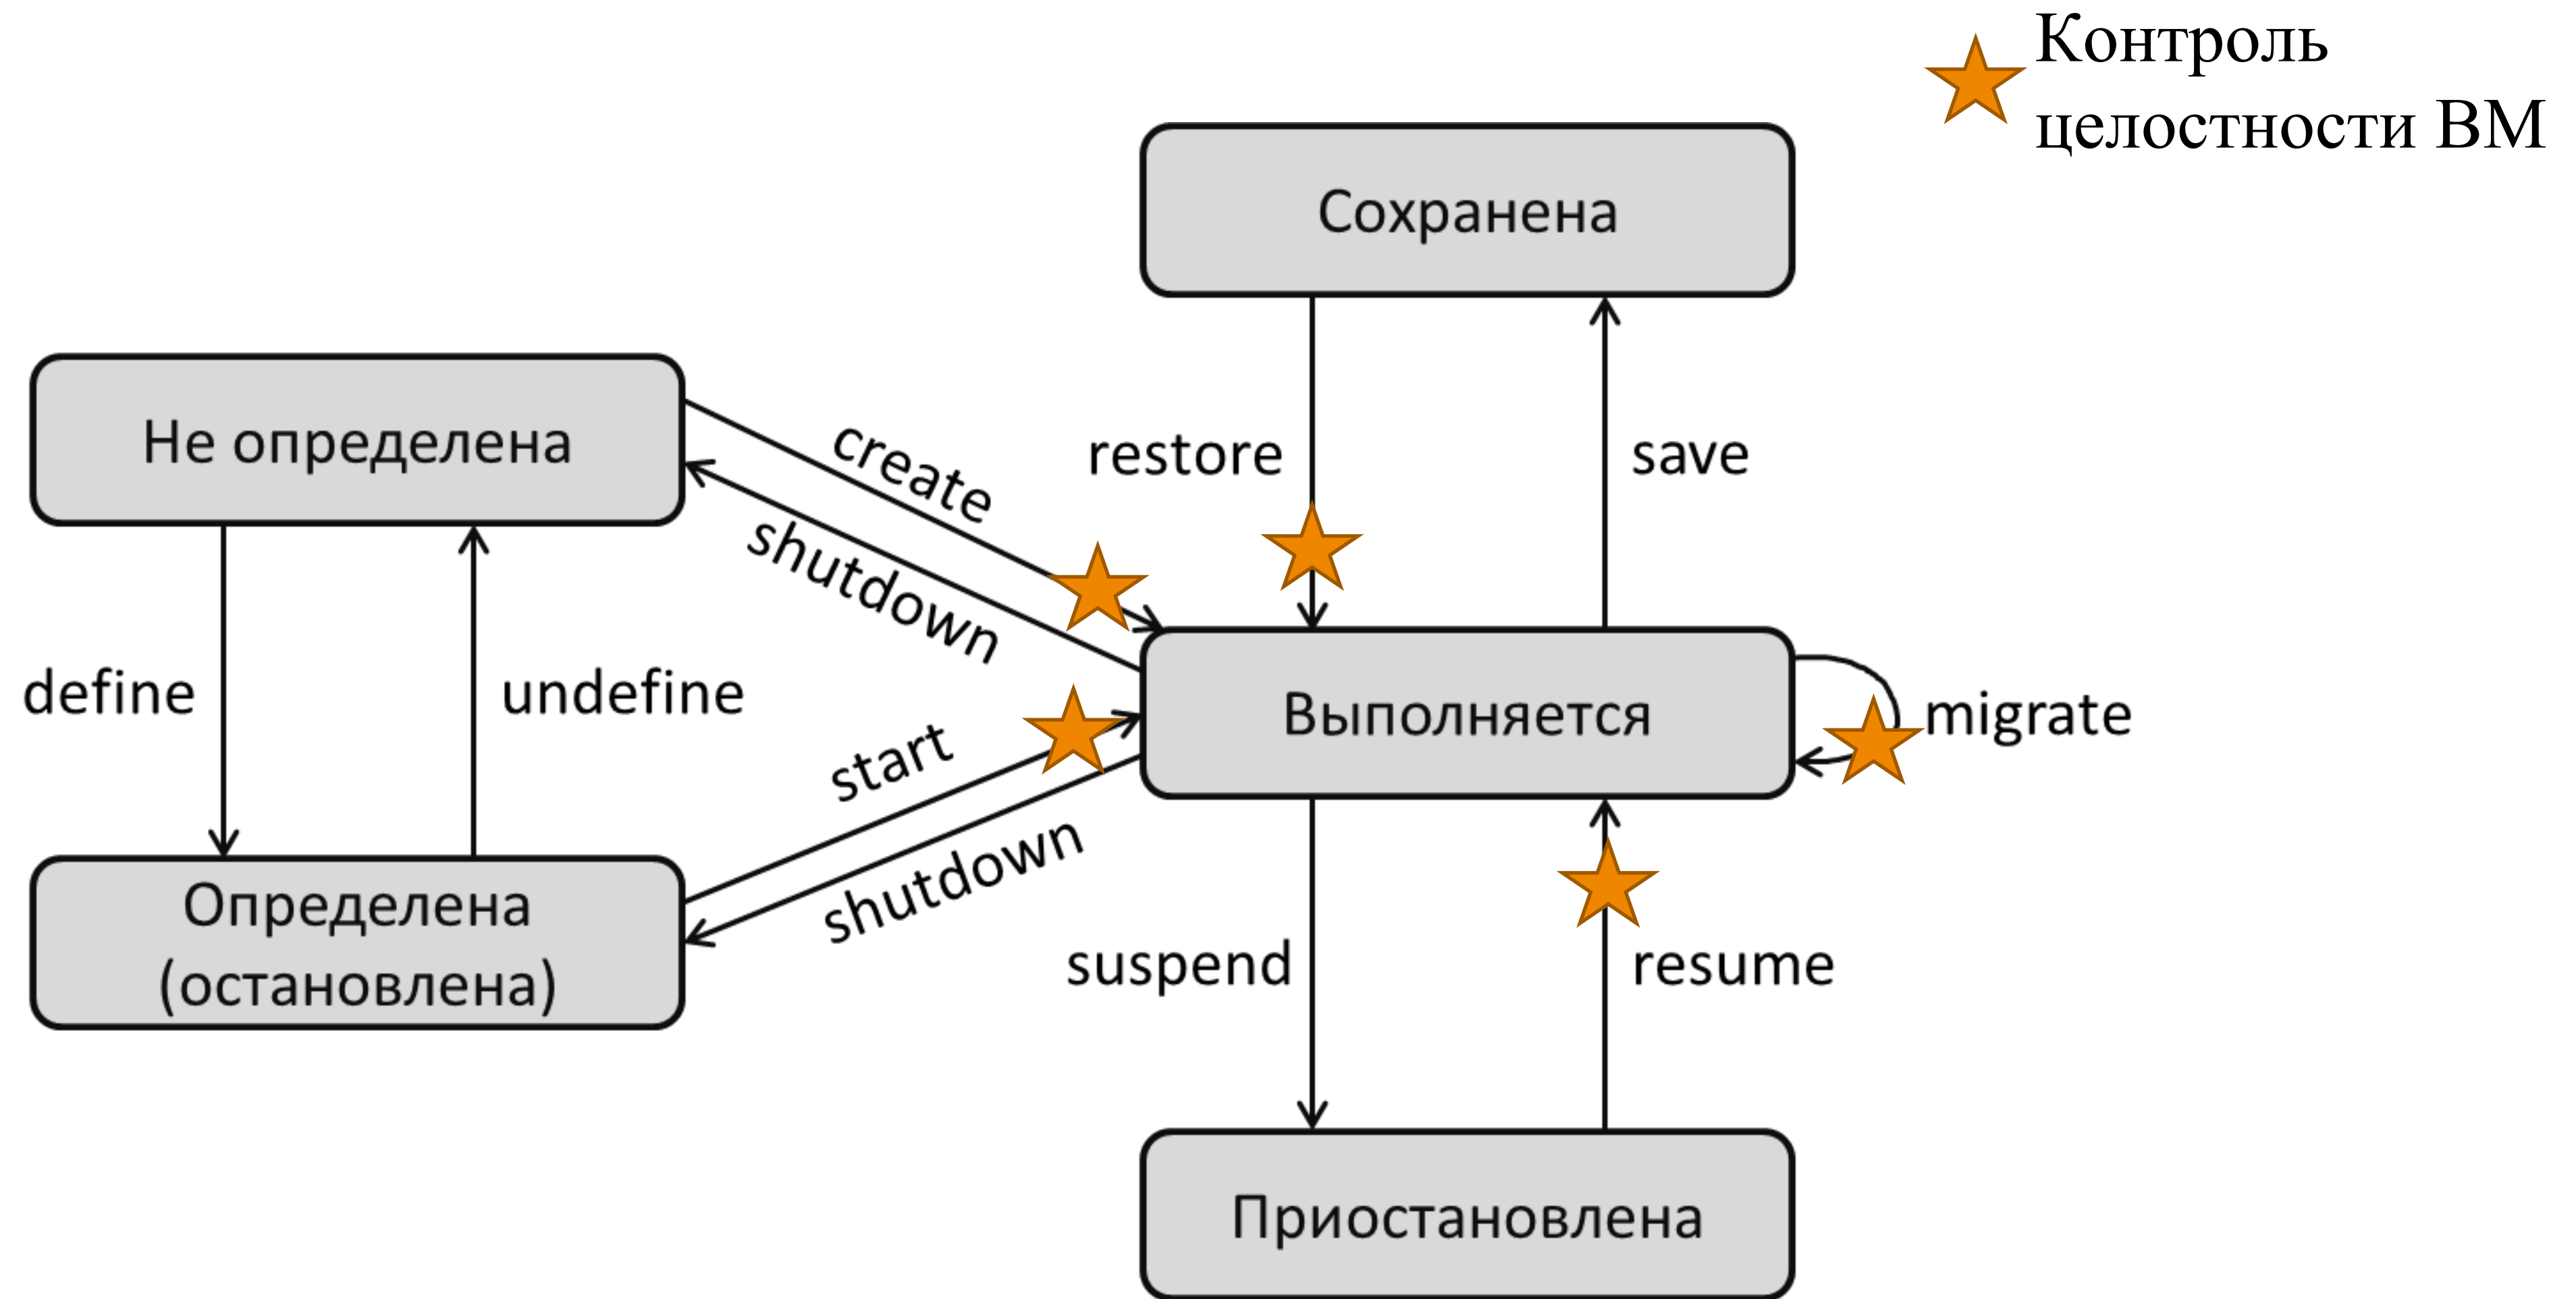 Контроль
целостности ВМ
Сохранена
Не определена
create
restore
save
shutdown
define
undefine
Выполняется
migrate
start
shutdown
Определена
(остановлена)
suspend
resume
Приостановлена